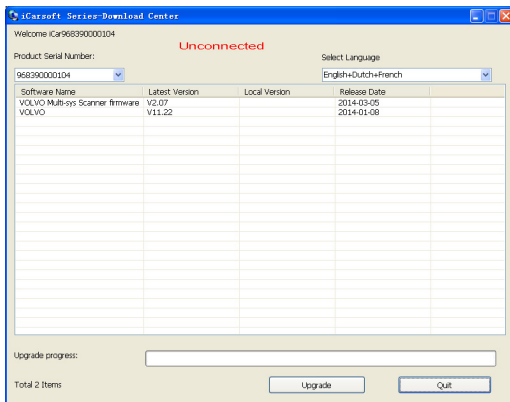 iCarsoft Series-Download Center
Welcome iCar968390000104
Unconnected
Product Serial Number:
Select Language
968390000104
English+Dutch+French
Software Name Latest Version Local Version Release Date
VOLVO Multi-sys Scanner firmware V2.07 2014-03-05
VOLVO V11.22 2014-01-08
Upgrade progress:
Total 2 Items
Upgrade
Quit